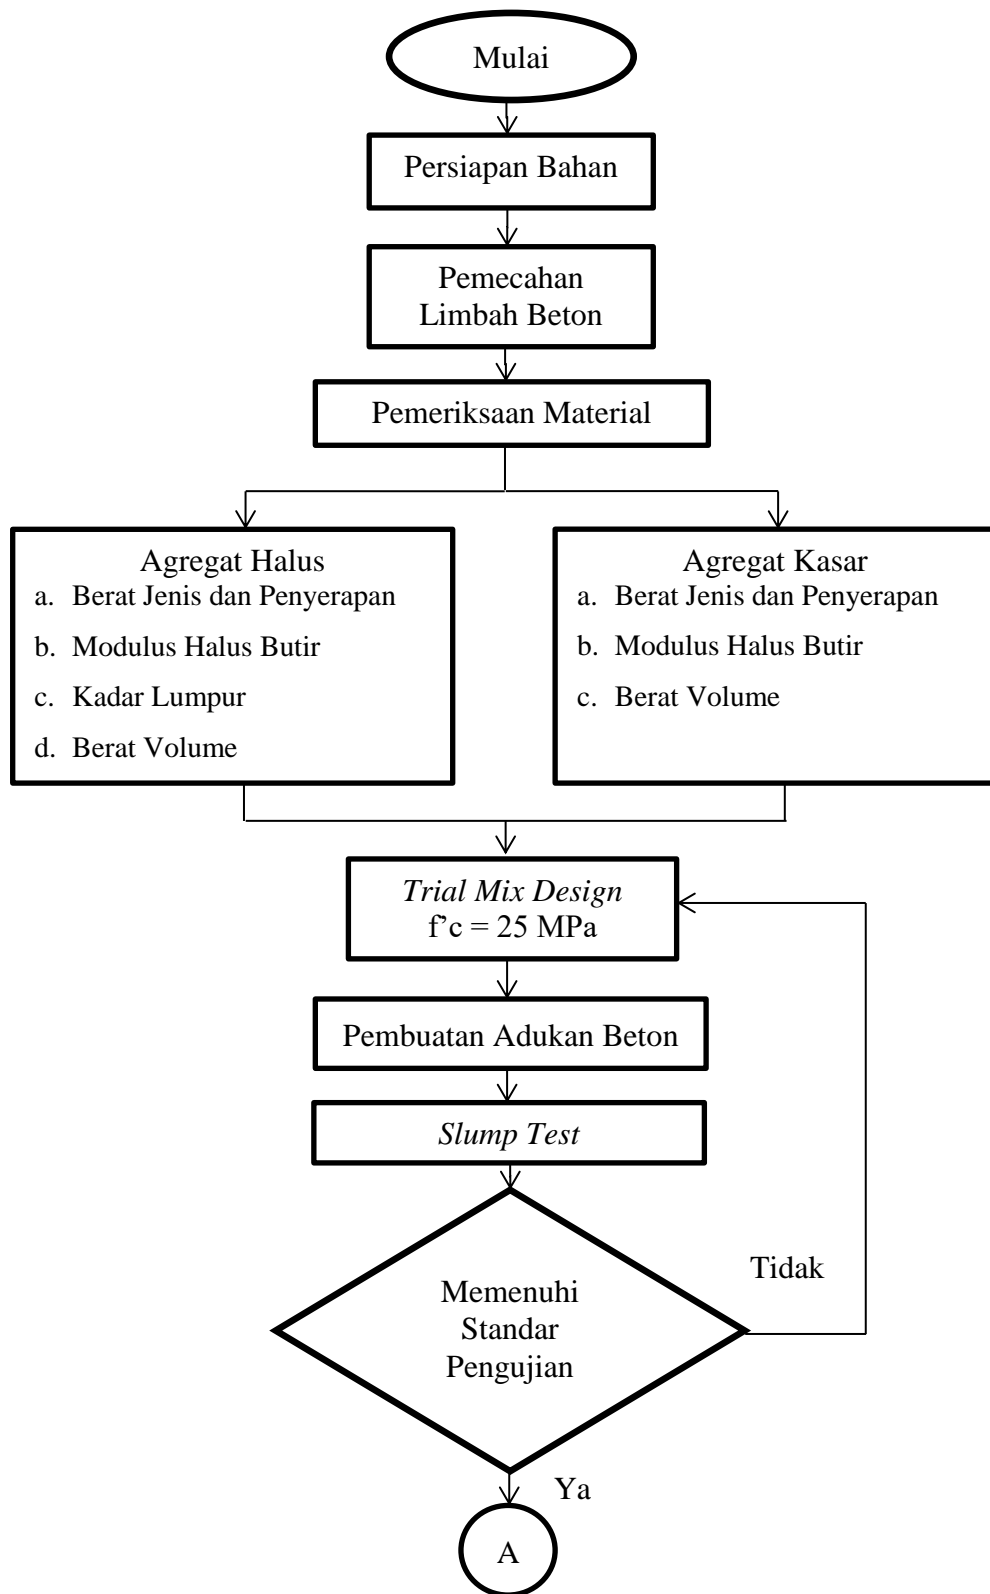 Mulai
Persiapan Bahan
Pemecahan
Limbah Beton
Pemeriksaan Material
Agregat Halus
a. Berat Jenis dan Penyerapan
b. Modulus Halus Butir
c. Kadar Lumpur
d. Berat Volume
Agregat Kasar
a. Berat Jenis dan Penyerapan
b. Modulus Halus Butir
c. Berat Volume
Trial Mix Design
f’c = 25 MPa
Pembuatan Adukan Beton
Slump Test
Tidak
Memenuhi
Standar
Pengujian
Ya
A